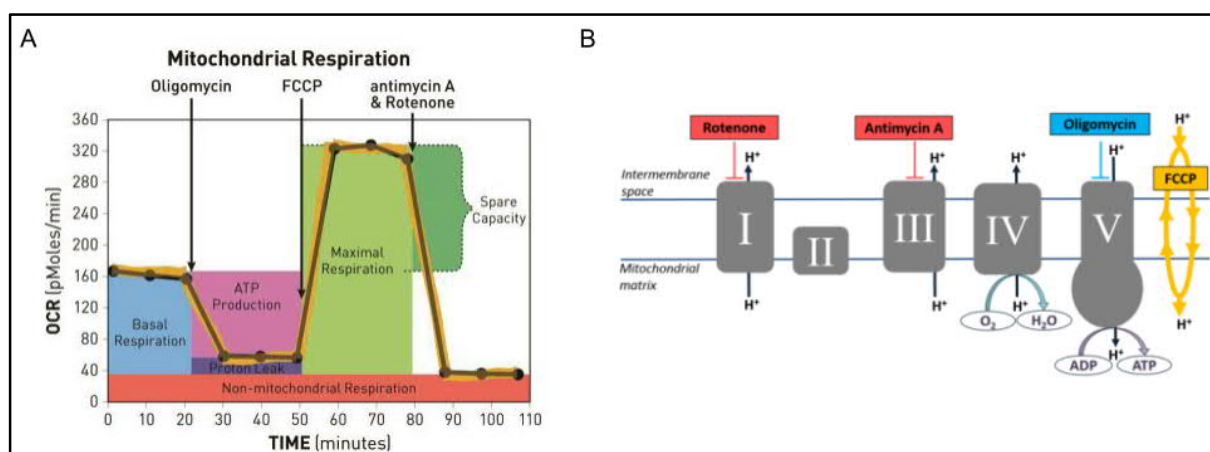 A
Mitochondrial Respiration
Oligomycin
FCCP
antimycin A
& Rotenone
360
320
280
240
200
160
120
80
40
0
OCR (pMoles/min)
Basal
Respiration
ATP
Production
Proton Leak
Maximal
Respiration
Spare
Capacity
Non-mitochondrial Respiration
0 10 20 30 40 50 60 70 80 90 100 110
TIME (minutes)
B
Rotenone
Antimycin A
Oligomycin
H⁺
FCCP
H⁺ H⁺ H⁺ H⁺
Intermembrane
space
I II III IV V
Mitochondrial
matrix
H⁺ H⁺ H⁺ H⁺
O₂ H₂O
ADP H⁺ ATP